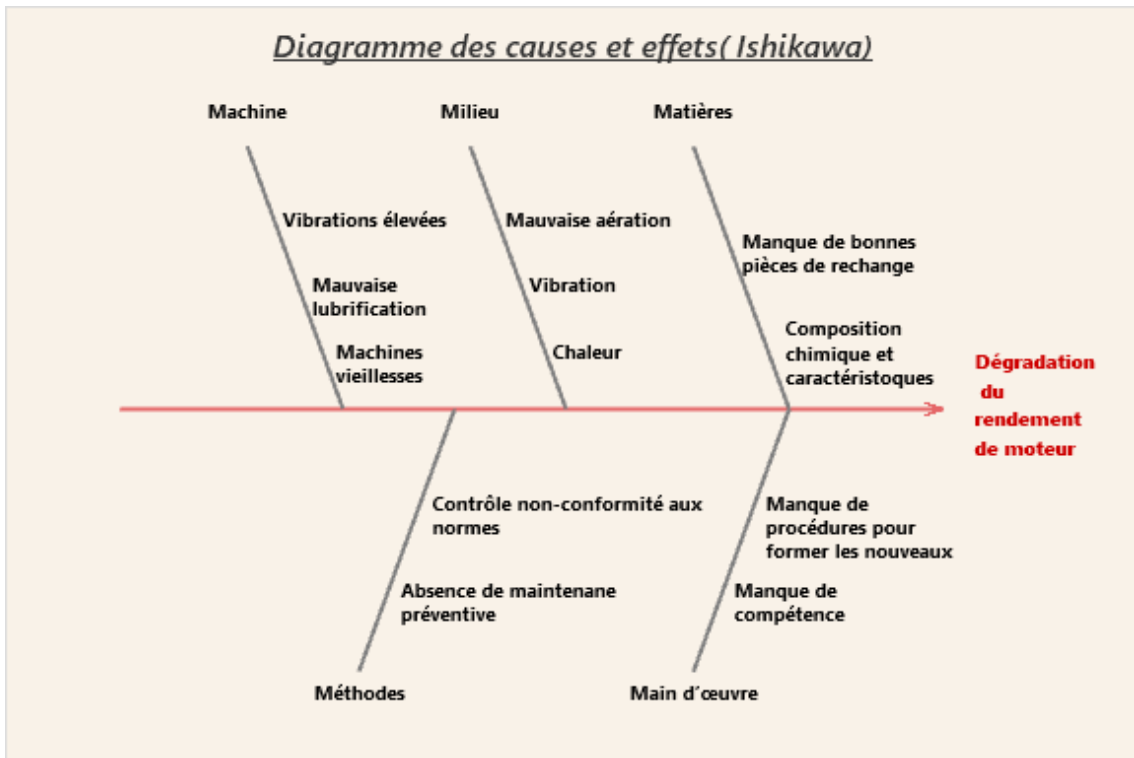 Diagramme des causes et effets( Ishikawa)
Machine
Milieu
Matières
Vibrations élevées
Mauvaise
lubrification
Machines
vieillesses
Mauvaise aération
Vibration
Chaleur
Manque de bonnes
pièces de rechange
Composition
chimique et
caractéristoques
Dégradation
du
rendement
de moteur
Contrôle non-conformité aux
normes
Absence de maintenane
préventive
Méthodes
Manque de
procédures pour
former les nouveaux
Manque de
compétence
Main d'œuvre